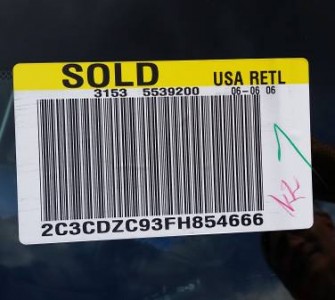 SOLD USA RETL
3153 5539200 06-06 06
2C3CDZC93FH854666